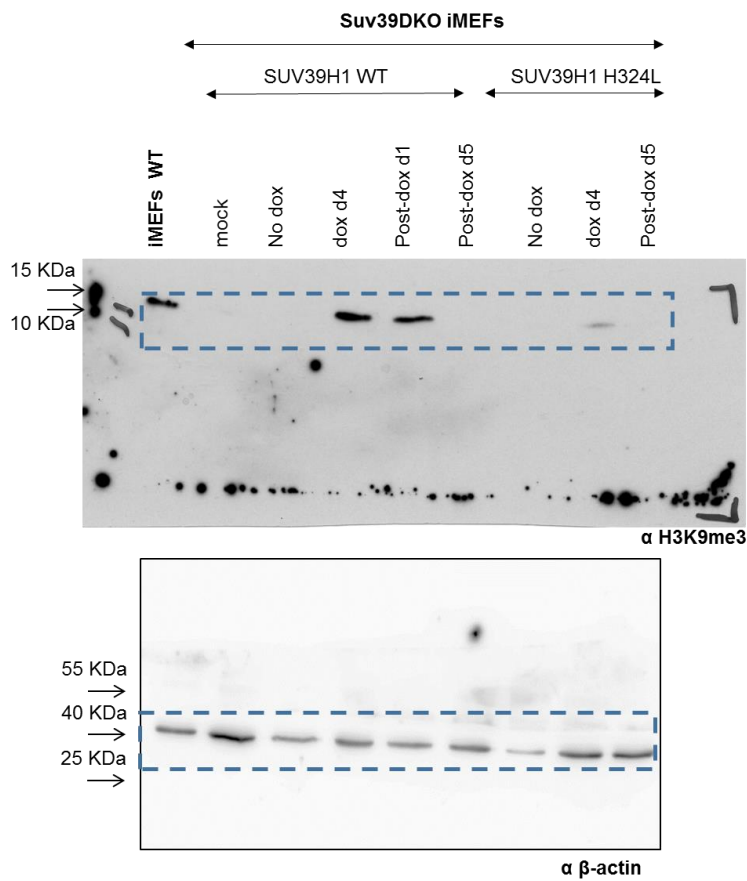 Suv39DKO iMEFs
SUV39H1 WT
SUV39H1 H324L
iMEFs WT
mock
No dox
dox d4
Post-dox d1
Post-dox d5
No dox
dox d4
Post-dox d5
15 KDa
10 KDa
α H3K9me3
55 KDa
40 KDa
25 KDa
α β-actin